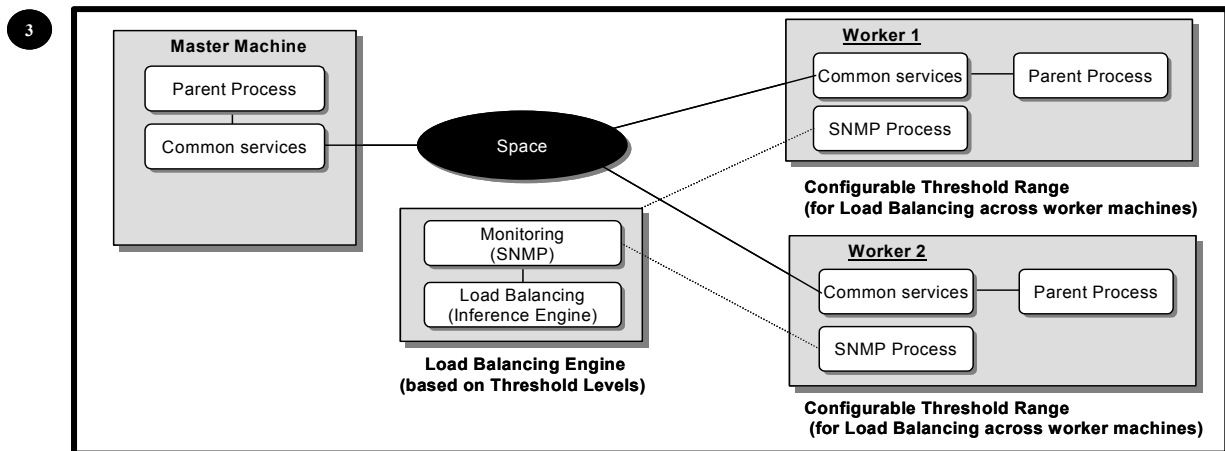 3
Master Machine
Parent Process
Common services
Space
Monitoring
(SNMP)
Load Balancing
(Inference Engine)
Load Balancing Engine
(based on Threshold Levels)
Worker 1
Common services
Parent Process
SNMP Process
Configurable Threshold Range
(for Load Balancing across worker machines)
Worker 2
Common services
Parent Process
SNMP Process
Configurable Threshold Range
(for Load Balancing across worker machines)